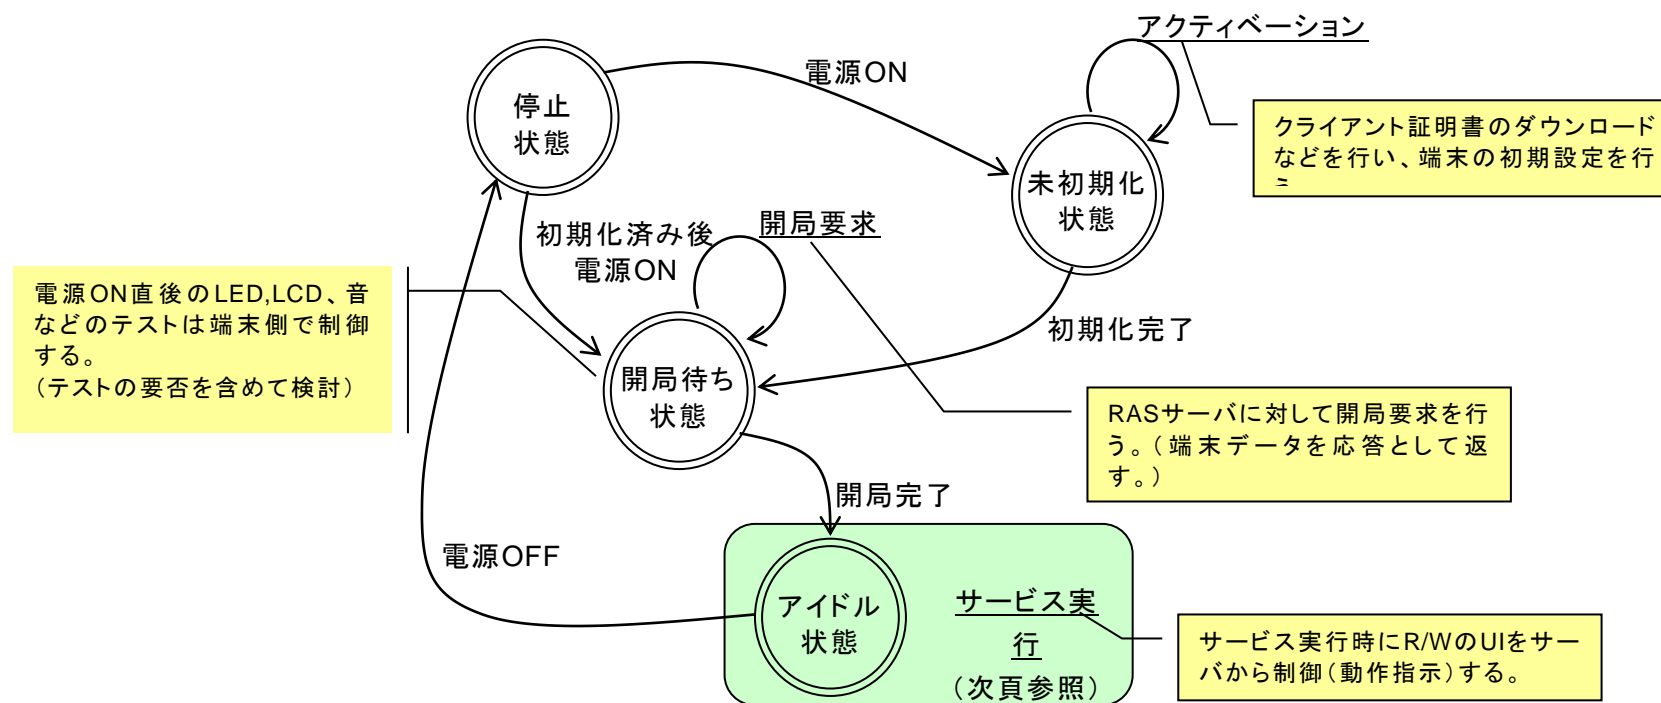 アクティベーション
電源ON
停止
状態
クライアント証明書のダウンロード
などを行い、端末の初期設定を行
未初期化
状態
初期化済み後
電源ON
開局要求
電源ON直後のLED,LCD、音
などのテストは端末側で制御
する。
（テストの要否を含めて検討）
初期化完了
開局待ち
状態
RASサーバに対して開局要求を行
う。（端末データを応答として返
す。）
開局完了
電源OFF
アイドル
状態
サービス実
行
（次頁参照）
サービス実行時にR/WのUIをサー
バから制御（動作指示）する。